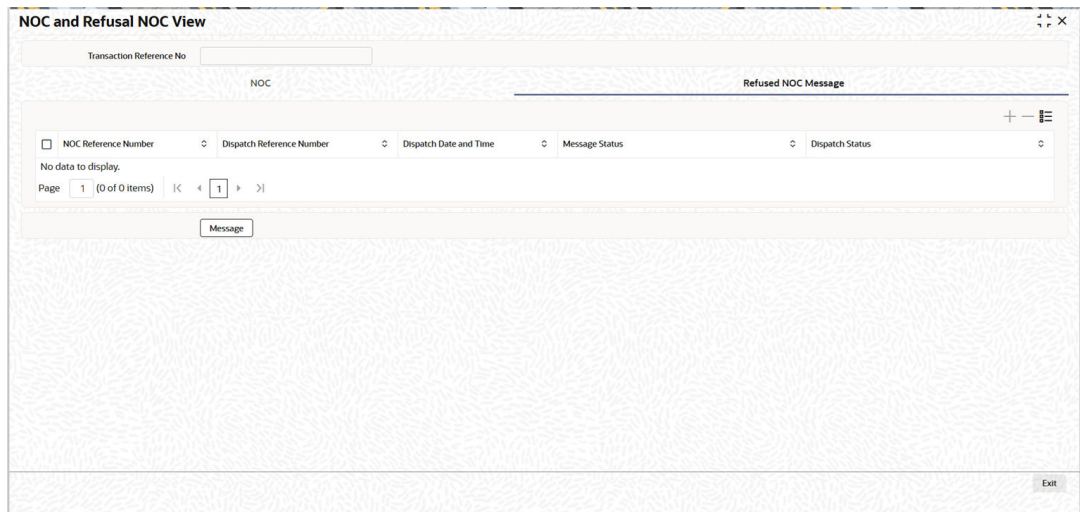 NOC and Refusal NOC View
Transaction Reference No
NOC Refused NOC Message
NOC Reference Number Dispatch Reference Number Dispatch Date and Time Message Status Dispatch Status
No data to display.
Page 1 (0 of 0 items) 1
Message
Exit